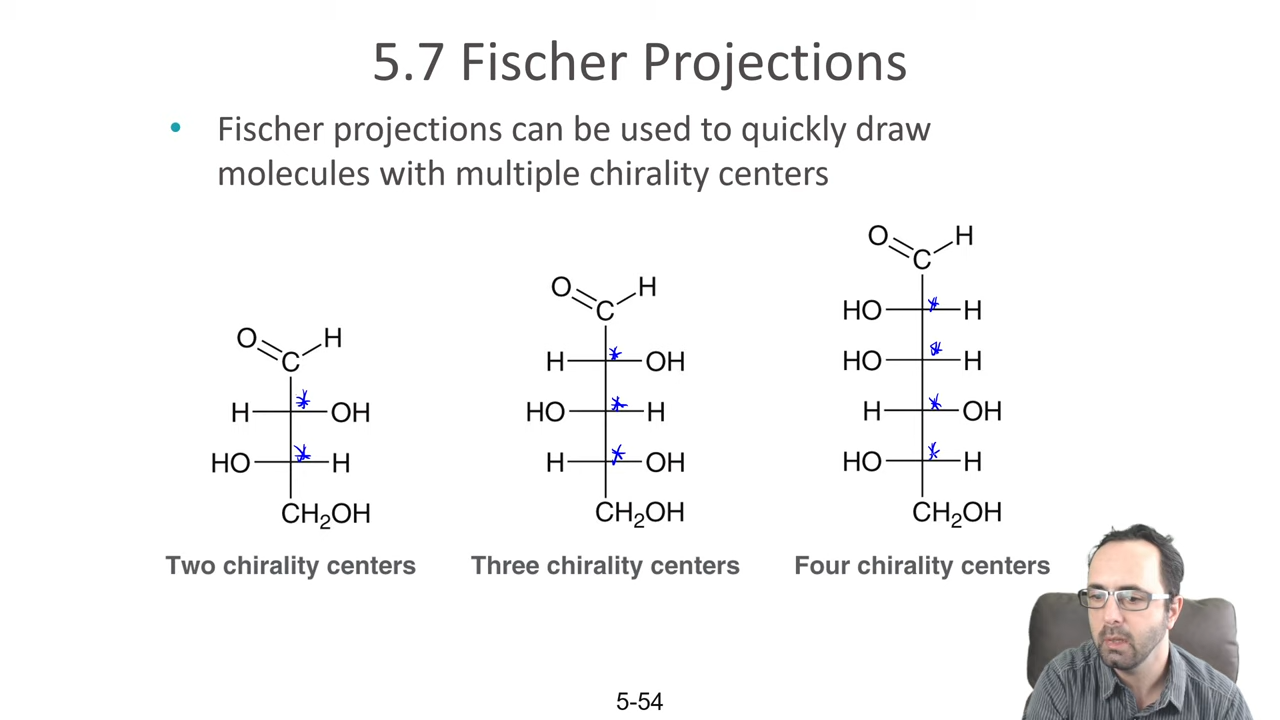 5.7 Fischer Projections
• Fischer projections can be used to quickly draw
molecules with multiple chirality centers
O H
C
H * OH
HO * H
CH₂OH
Two chirality centers
O H
C
H * OH
HO * H
H * OH
CH₂OH
Three chirality centers
O H
C
HO * H
HO * H
H * OH
HO * H
CH₂OH
Four chirality centers
5-54